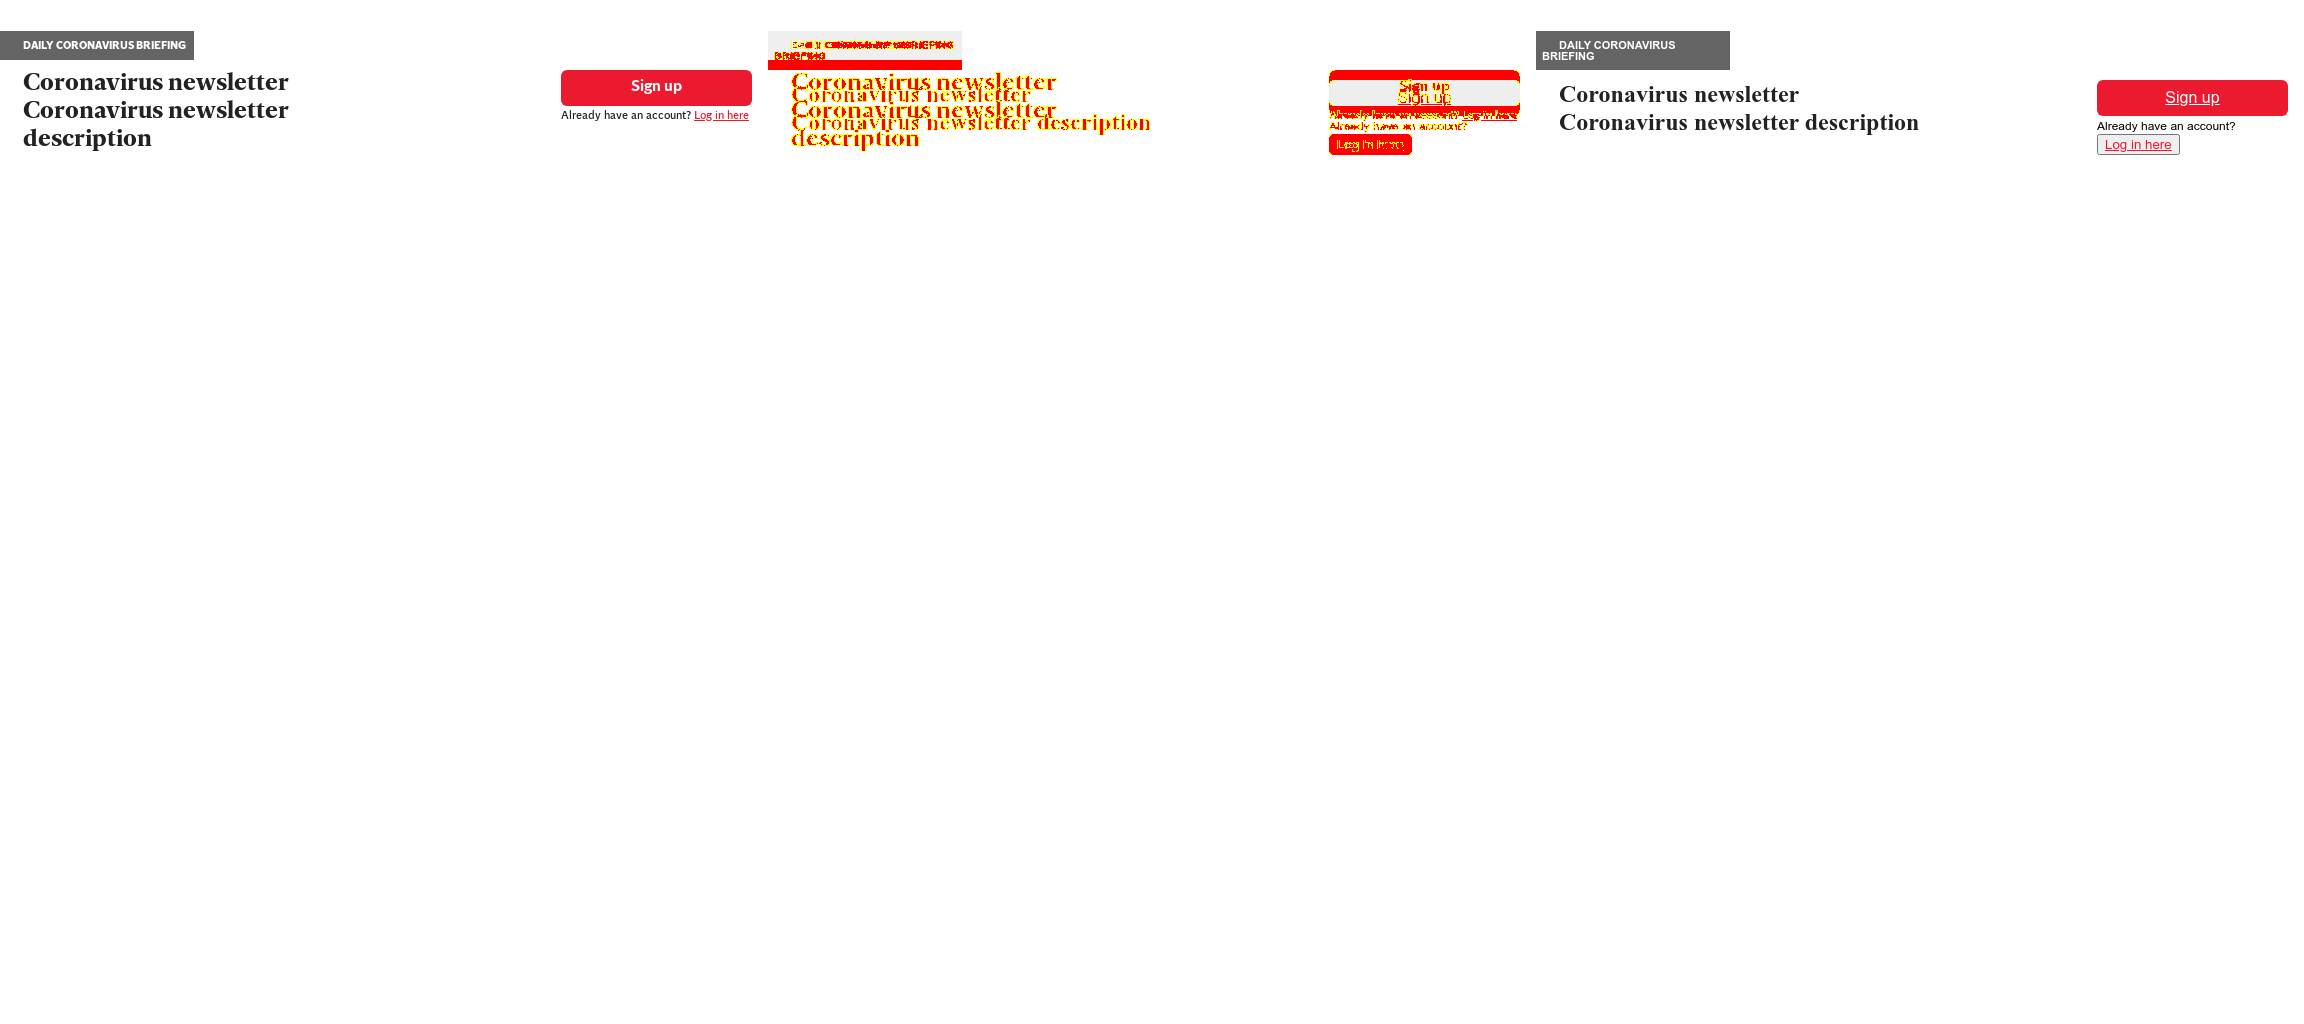 DAILY CORONAVIRUS BRIEFING
Coronavirus newsletter
Coronavirus newsletter
description
Sign up
Already have an account? Log in here
BRIEFING
Coronavirus newsletter
Coronavirus newsletter
Coronavirus newsletter
Coronavirus newsletter description
description
Sign up
Sign up
Already have an account?
Log in here
DAILY CORONAVIRUS
BRIEFING
Coronavirus newsletter
Coronavirus newsletter description
Sign up
Already have an account?
Log in here